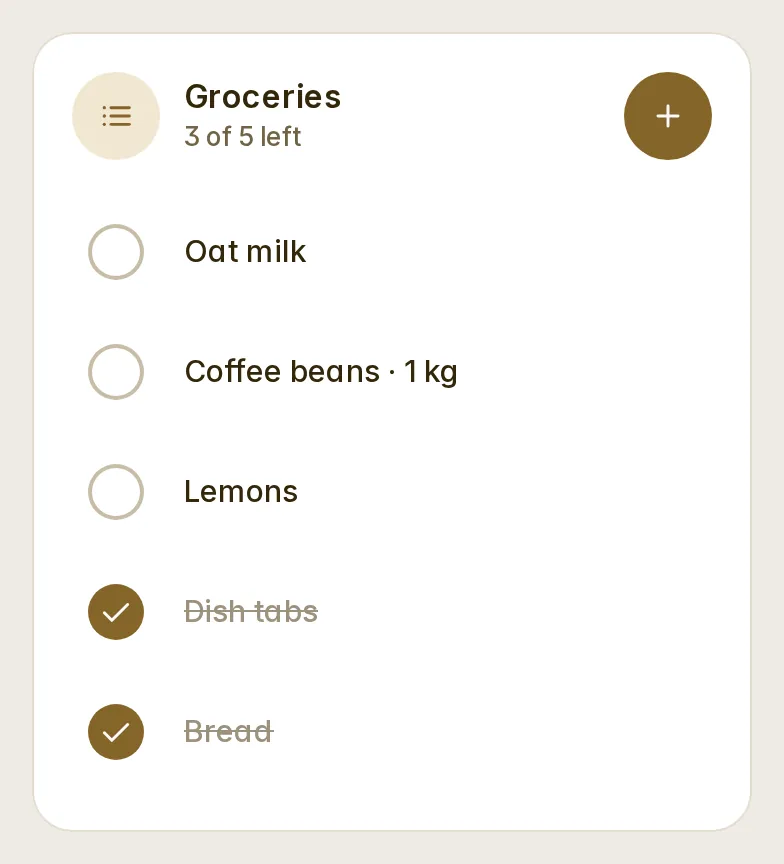 Groceries
3 of 5 left
Oat milk
Coffee beans · 1 kg
Lemons
Dish tabs
Bread